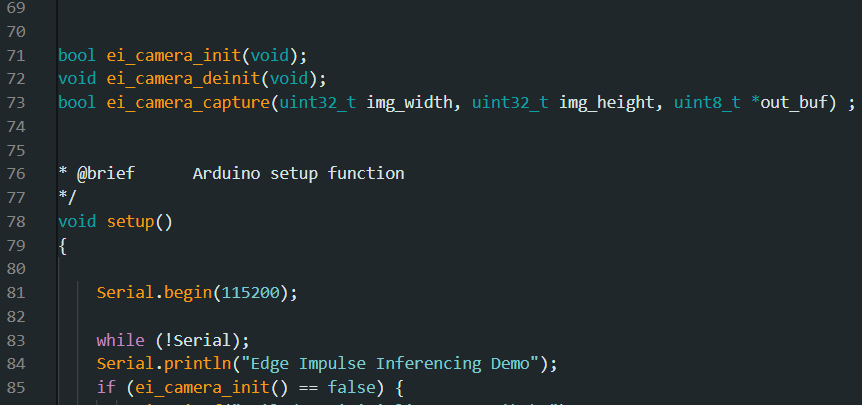 69
70
71 bool ei_camera_init(void);
72 void ei_camera_deinit(void);
73 bool ei_camera_capture(uint32_t img_width, uint32_t img_height, uint8_t *out_buf) ;
74
75
76 * @brief      Arduino setup function
77 */
78 void setup()
79 {
80
81     Serial.begin(115200);
82
83     while (!Serial);
84     Serial.println("Edge Impulse Inferencing Demo");
85     if (ei_camera_init() == false) {